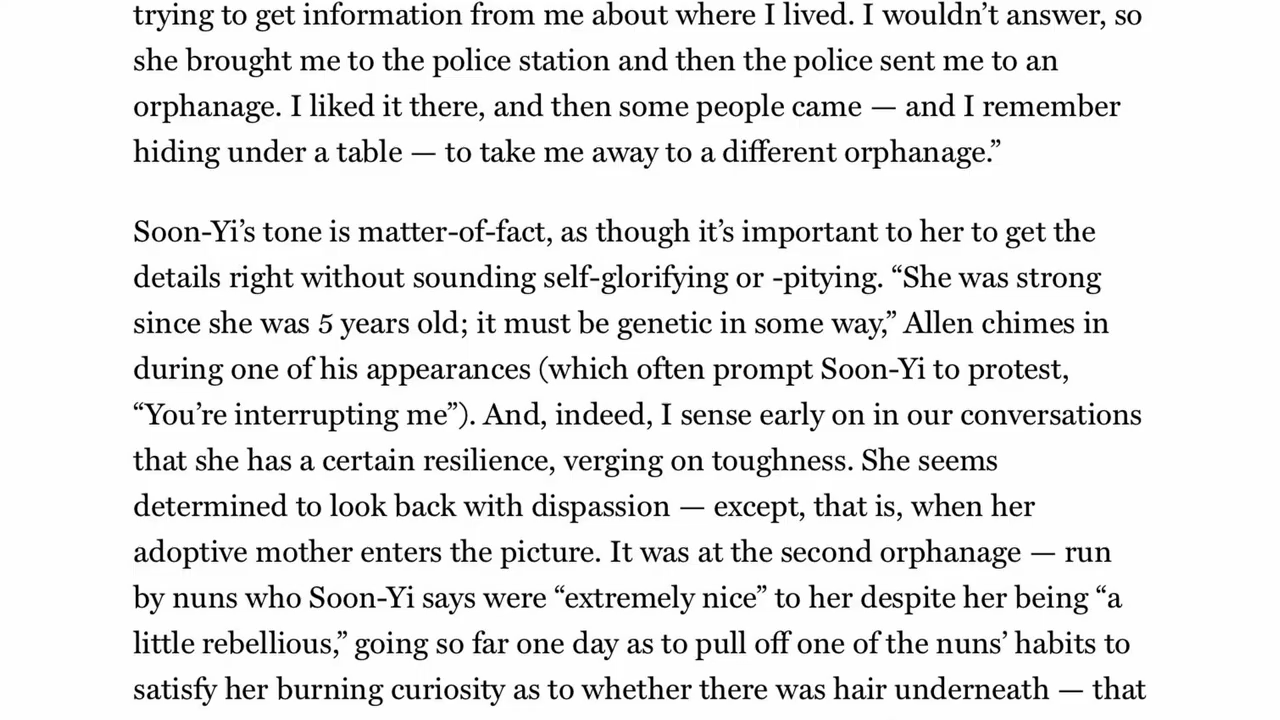 trying to get information from me about where I lived. I wouldn’t answer, so
she brought me to the police station and then the police sent me to an
orphanage. I liked it there, and then some people came — and I remember
hiding under a table — to take me away to a different orphanage.”
Soon-Yi’s tone is matter-of-fact, as though it’s important to her to get the
details right without sounding self-glorifying or -pitying. “She was strong
since she was 5 years old; it must be genetic in some way,” Allen chimes in
during one of his appearances (which often prompt Soon-Yi to protest,
“You’re interrupting me”). And, indeed, I sense early on in our conversations
that she has a certain resilience, verging on toughness. She seems
determined to look back with dispassion — except, that is, when her
adoptive mother enters the picture. It was at the second orphanage — run
by nuns who Soon-Yi says were “extremely nice” to her despite her being “a
little rebellious,” going so far one day as to pull off one of the nuns’ habits to
satisfy her burning curiosity as to whether there was hair underneath — that